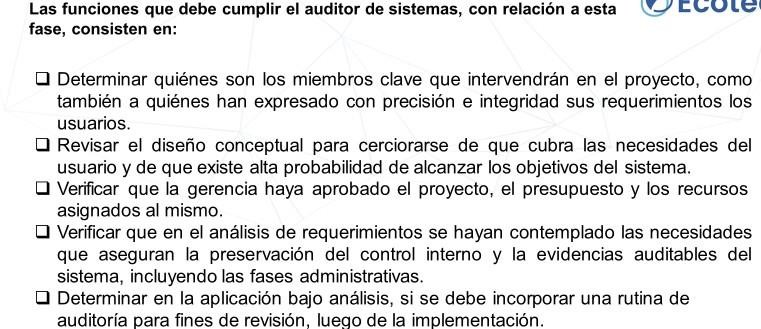 Las funciones que debe cumplir el auditor de sistemas, con relación a esta
fase, consisten en:
Determinar quiénes son los miembros clave que intervendrán en el proyecto, como
también a quiénes han expresado con precisión e integridad sus requerimientos los
usuarios.
Revisar el diseño conceptual para cerciorarse de que cubra las necesidades del
usuario y de que existe alta probabilidad de alcanzar los objetivos del sistema.
Verificar que la gerencia haya aprobado el proyecto, el presupuesto y los recursos
asignados al mismo.
Verificar que en el análisis de requerimientos se hayan contemplado las necesidades
que aseguran la preservación del control interno y la evidencias auditables del
sistema, incluyendo las fases administrativas.
Determinar en la aplicación bajo análisis, si se debe incorporar una rutina de
auditoría para fines de revisión, luego de la implementación.